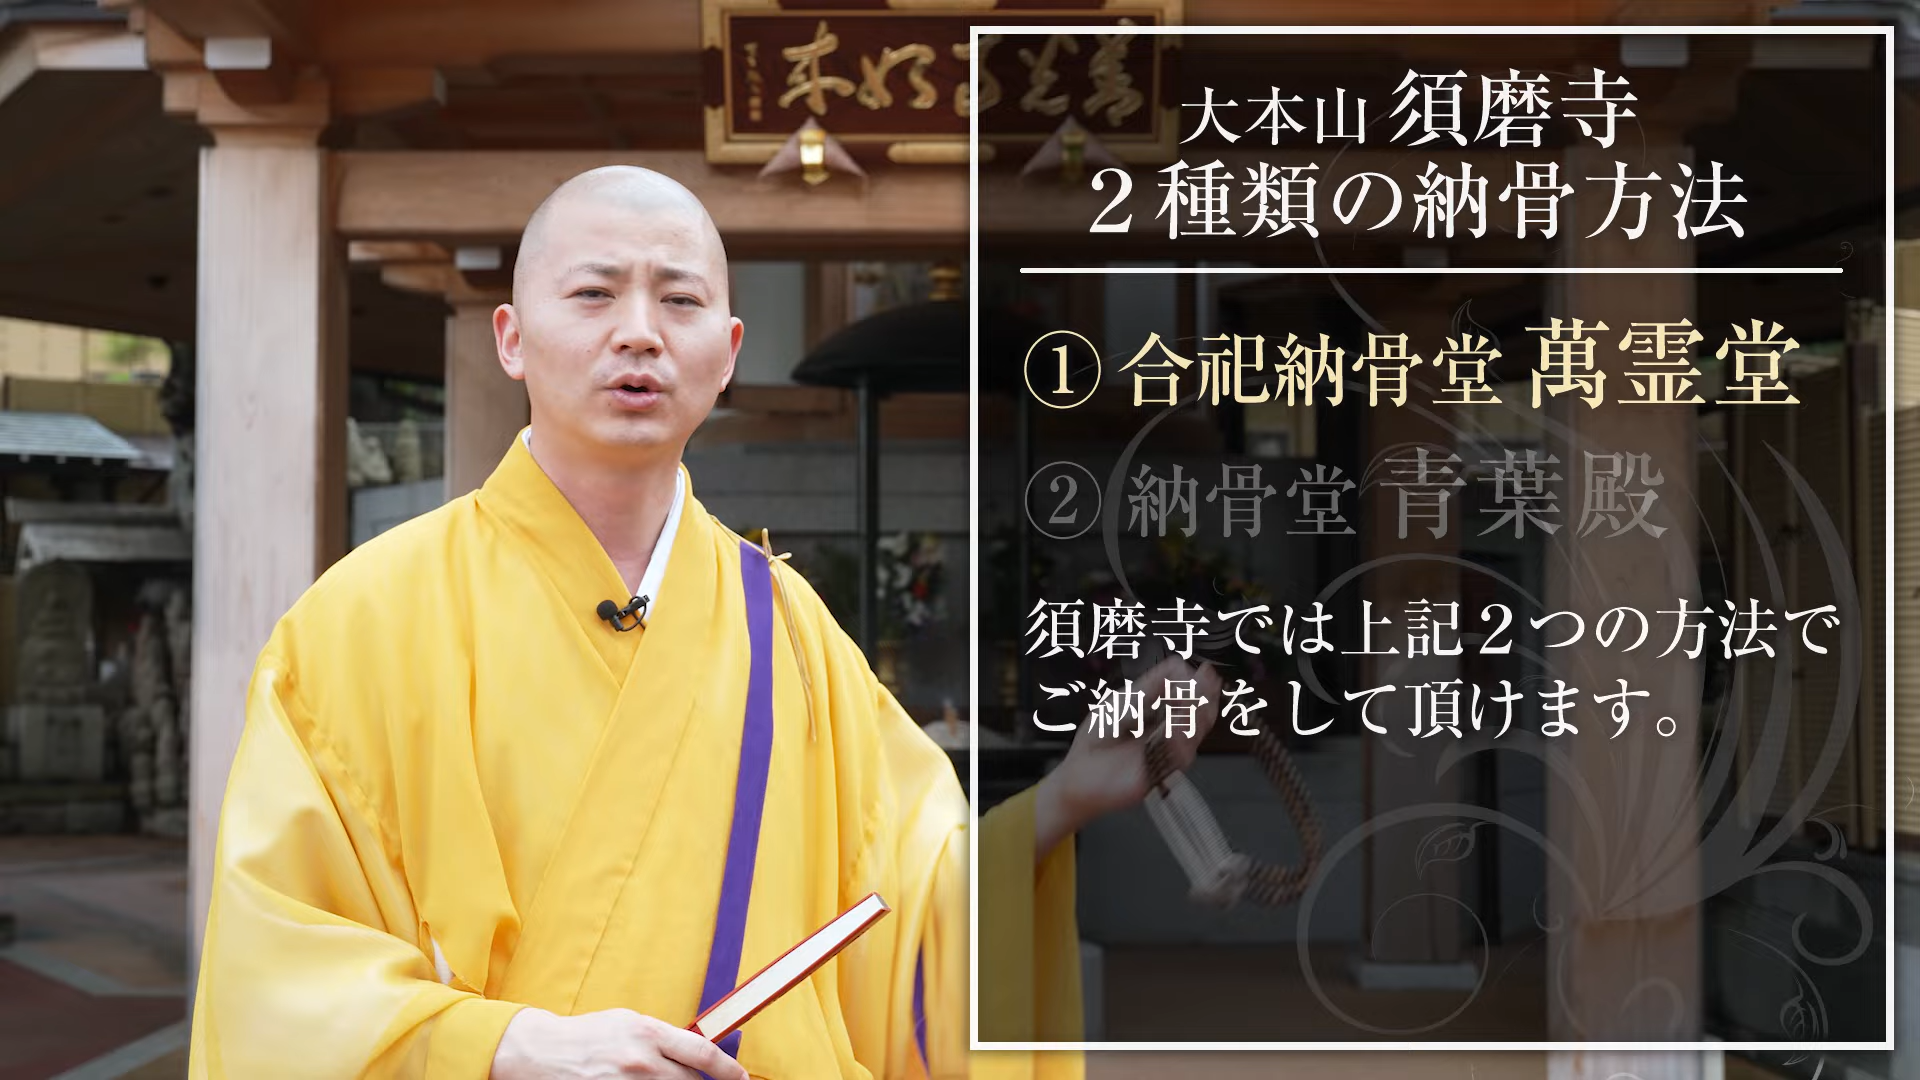 大本山 須磨寺
２種類の納骨方法
① 合祀納骨堂 萬霊堂
② 納骨堂 青葉殿
須磨寺では上記２つの方法で
ご納骨をして頂けます。